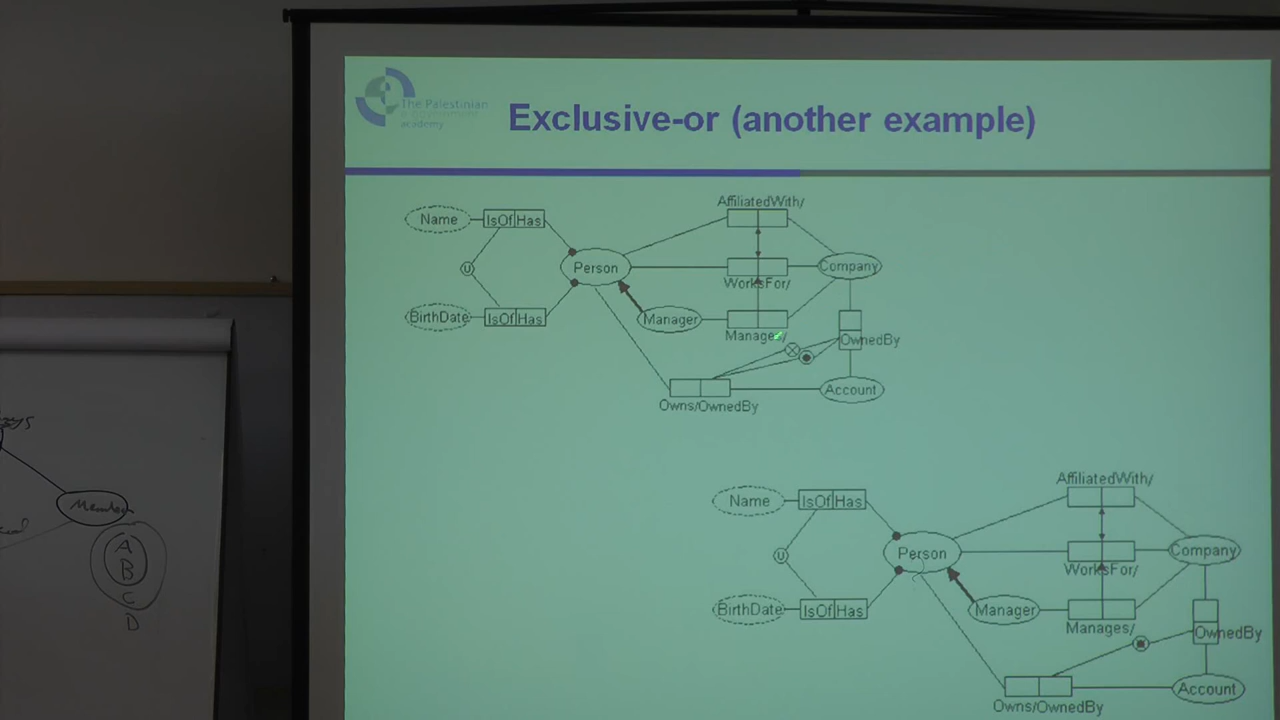 The Palestinian
academy
Exclusive-or (another example)
AffiliatedWith/
Name
IsOf Has
Person
WorksFor/
Company
U
BirthDate
IsOf Has
Manager
Manages/
OwnedBy
Owns/OwnedBy
Account
AffiliatedWith/
Name
IsOf Has
Person
WorksFor/
Company
U
BirthDate
IsOf Has
Manager
Manages/
OwnedBy
Owns/OwnedBy
Account
Member
A
B
C
D